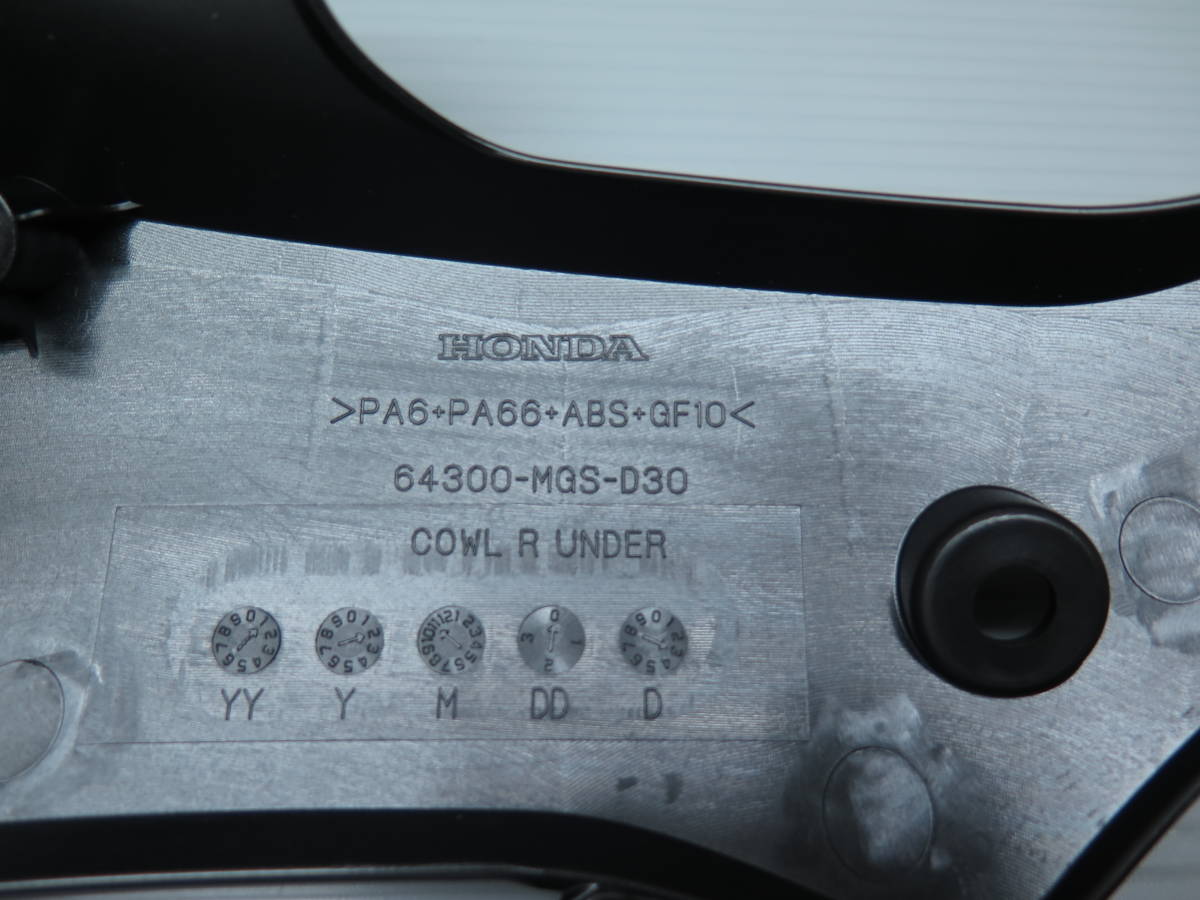 HONDA
>PA6+PA66+ABS+GF10<
64300-MGS-D30
COWL R UNDER
YY Y M DD D